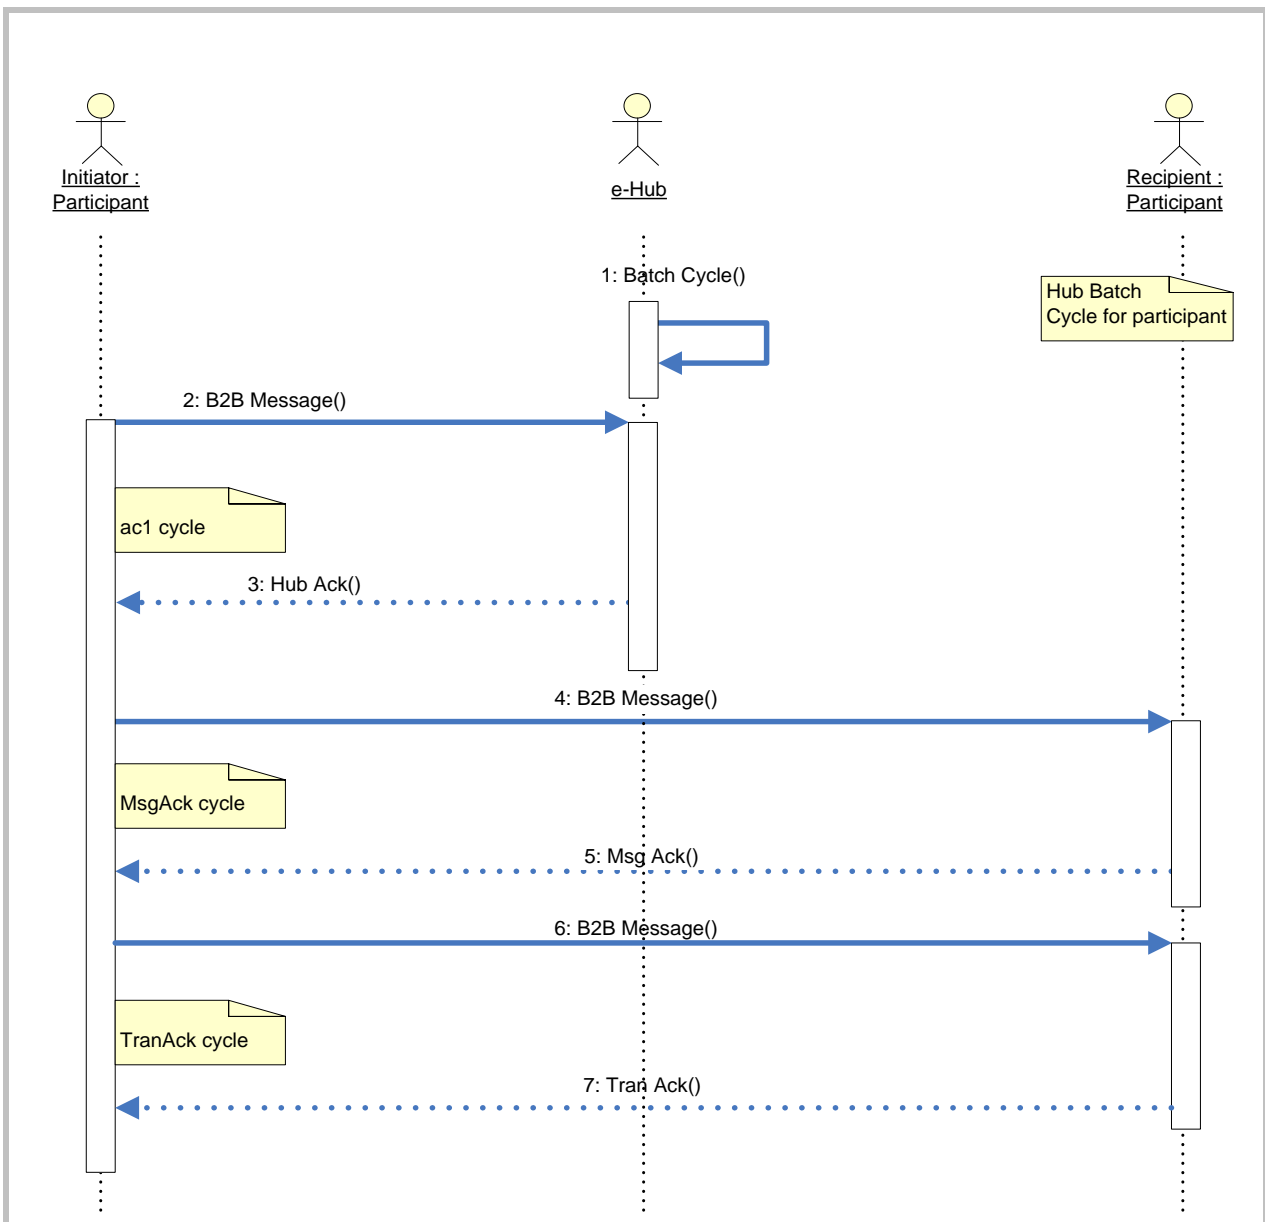 Initiator :
Participant
e-Hub
Recipient :
Participant
1: Batch Cycle()
Hub Batch
Cycle for participant
2: B2B Message()
ac1 cycle
3: Hub Ack()
4: B2B Message()
MsgAck cycle
5: Msg Ack()
6: B2B Message()
TranAck cycle
7: Tran Ack()